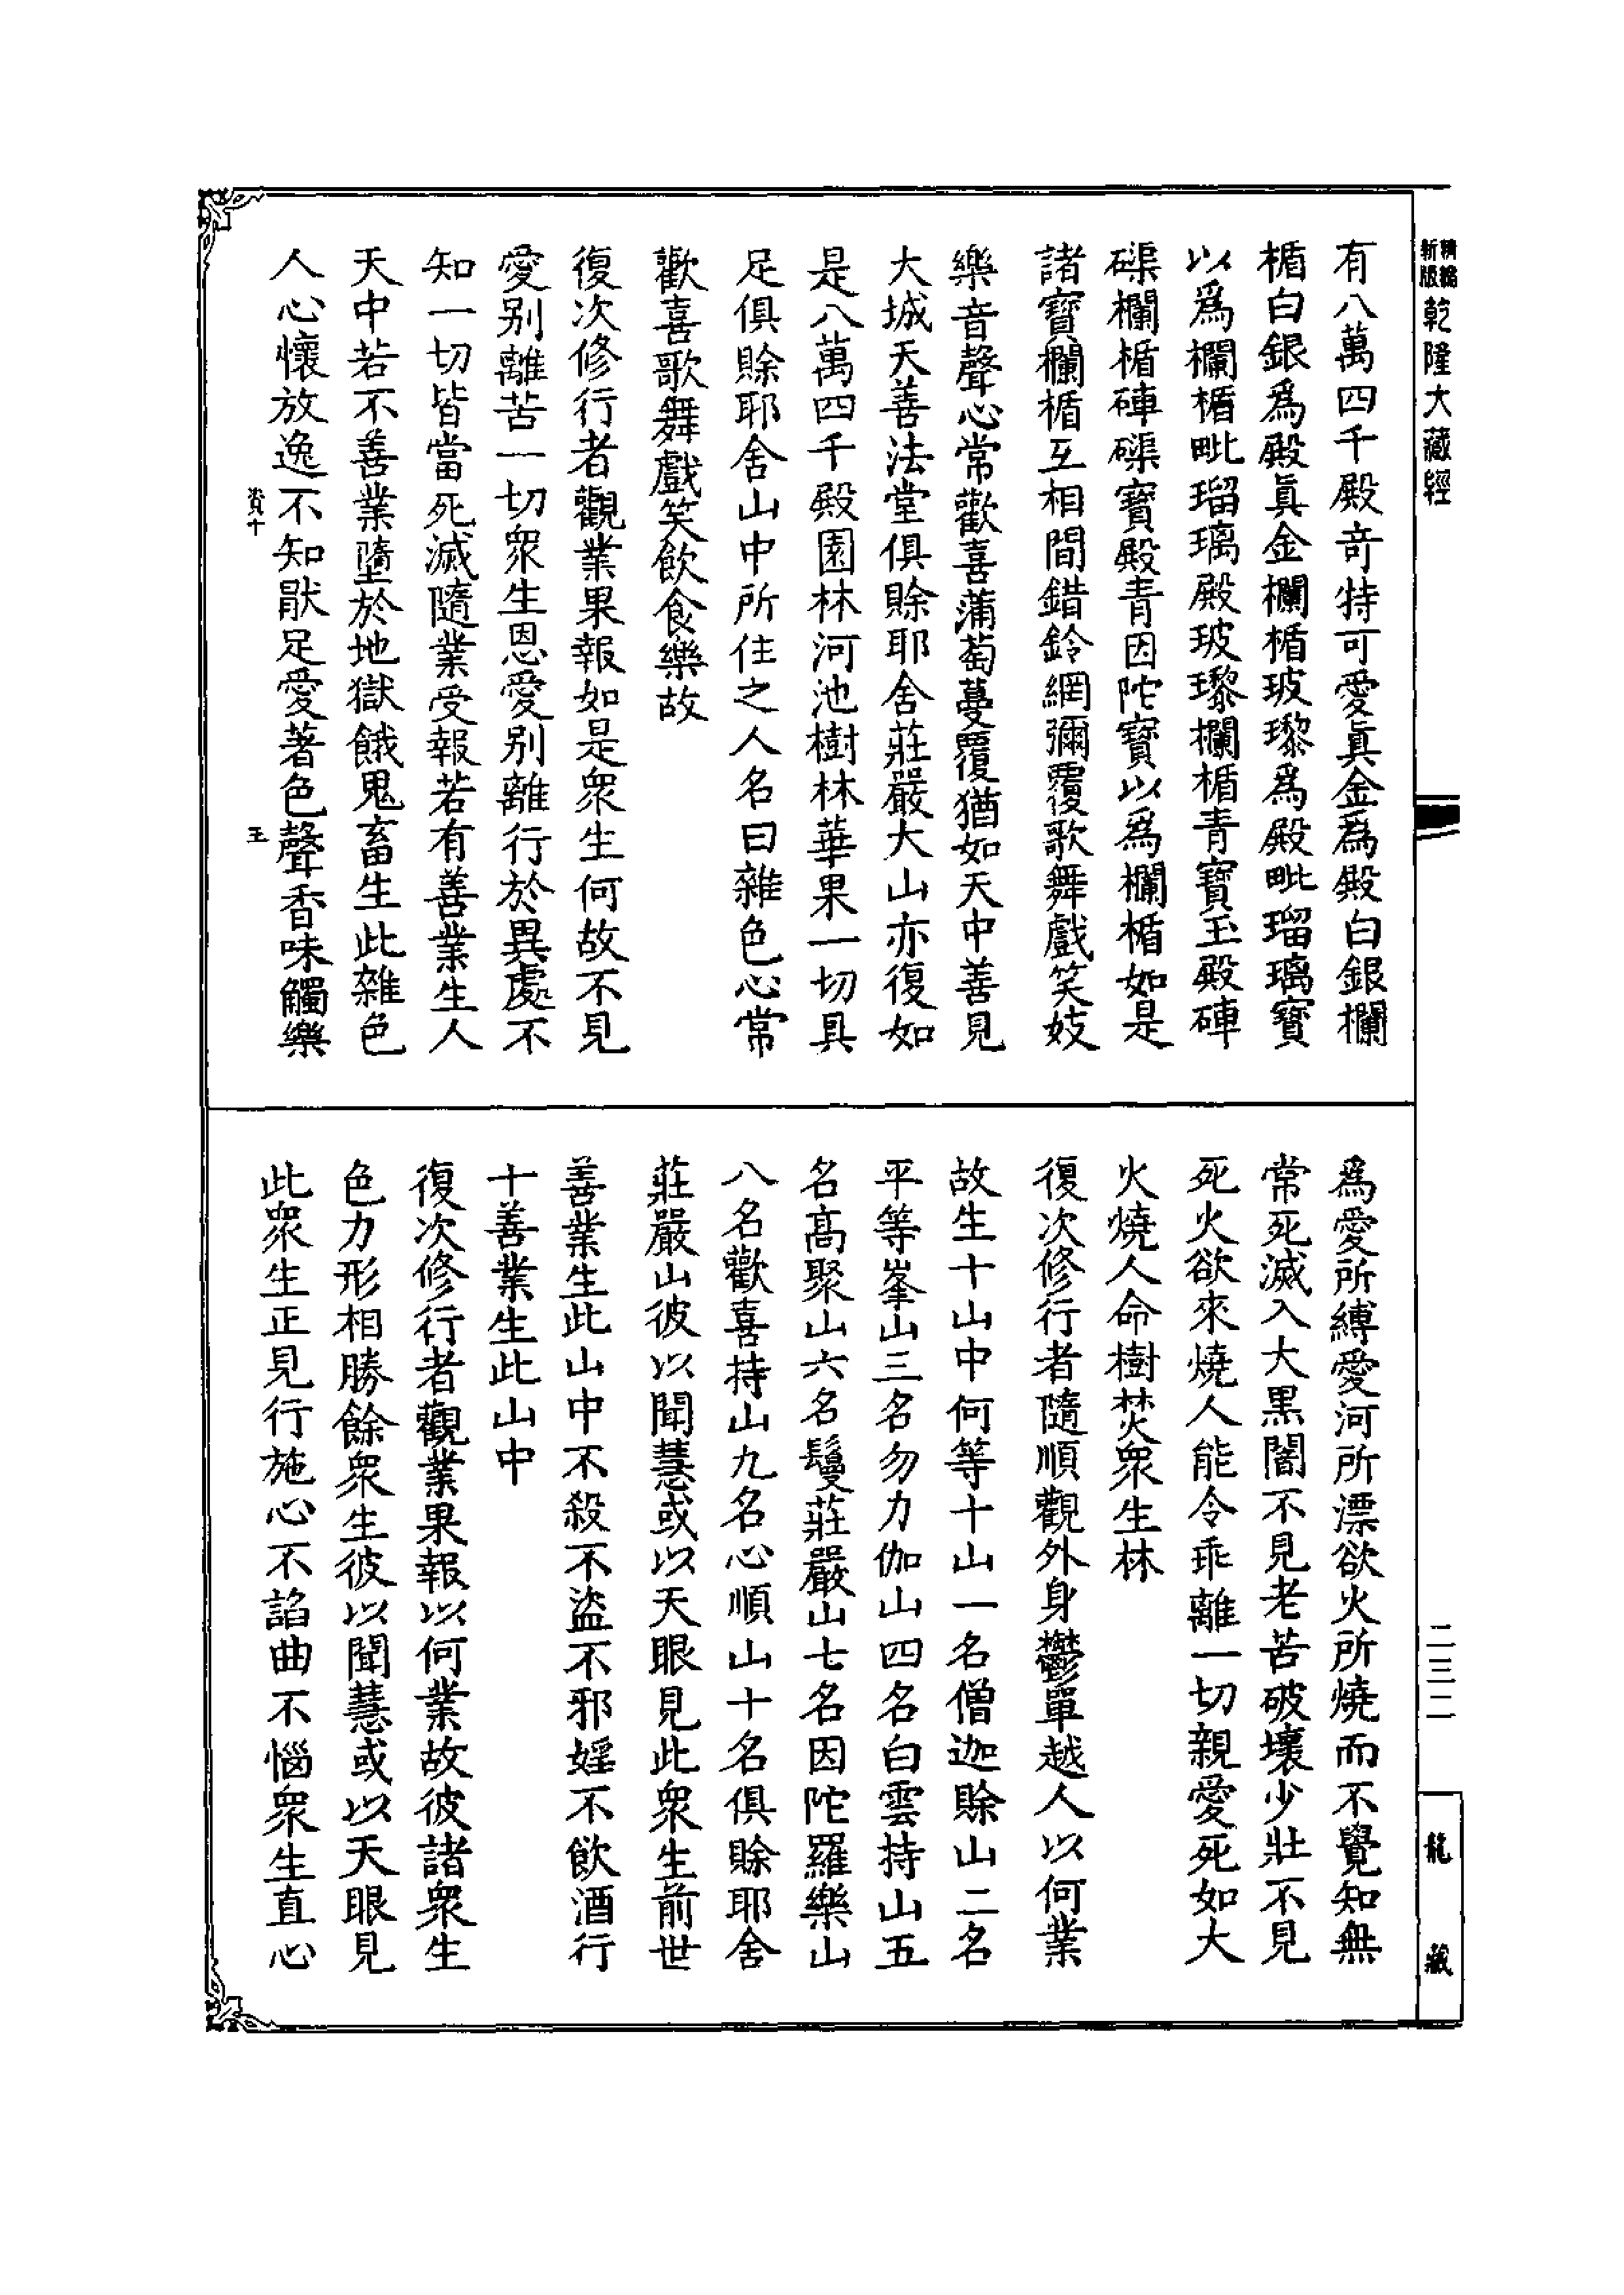 精縮新版乾隆大藏經
有八萬四千殿竒特可愛眞金爲殿白銀欄
楯白銀爲殿眞金欄楯玻瓈爲殿毗瑠璃寶
以爲欄楯毗瑠璃殿玻瓈欄楯青寶玉殿硨
磲欄楯硨磲寶殿青因陀寶以爲欄楯如是
諸寶欄楯互相間錯鈴網彌覆歌舞戲笑妓
樂音聲心常歡喜蒲萄蔓覆猶如天中善見
大城天善法堂俱賒耶舍莊嚴大山亦復如
是八萬四千殿園林河池樹林華果一切具
足俱賒耶舍山中所住之人名曰雜色心常
歡喜歌舞戲笑飲食樂故
復次修行者觀業果報如是衆生何故不見
愛別離苦一切衆生恩愛別離行於異處不
知一切皆當死滅隨業受報若有善業生人
天中若不善業墮於地獄餓鬼畜生此雜色
人心懷放逸不知猒足愛著色聲香味觸樂
爲愛所縛愛河所漂欲火所燒而不覺知無
常死滅入大黑闇不見老苦破壞少壯不見
死火欲來燒人能令乖離一切親愛死如大
火燒人命樹焚衆生林
復次修行者隨順觀外身鬱單越人以何業
故生十山中何等十山一名僧迦賒山二名
平等峯山三名勿力伽山四名白雲持山五
名高聚山六名鬘莊嚴山七名因陀羅樂山
八名歡喜持山九名心順山十名俱賒耶舍
莊嚴山彼以聞慧或以天眼見此衆生前世
善業生此山中不殺不盜不邪婬不飲酒行
十善業生此山中
復次修行者觀業果報以何業故彼諸衆生
色力形相勝餘衆生彼以聞慧或以天眼見
此衆生正見行施心不諂曲不惱衆生直心
二三二
龍藏